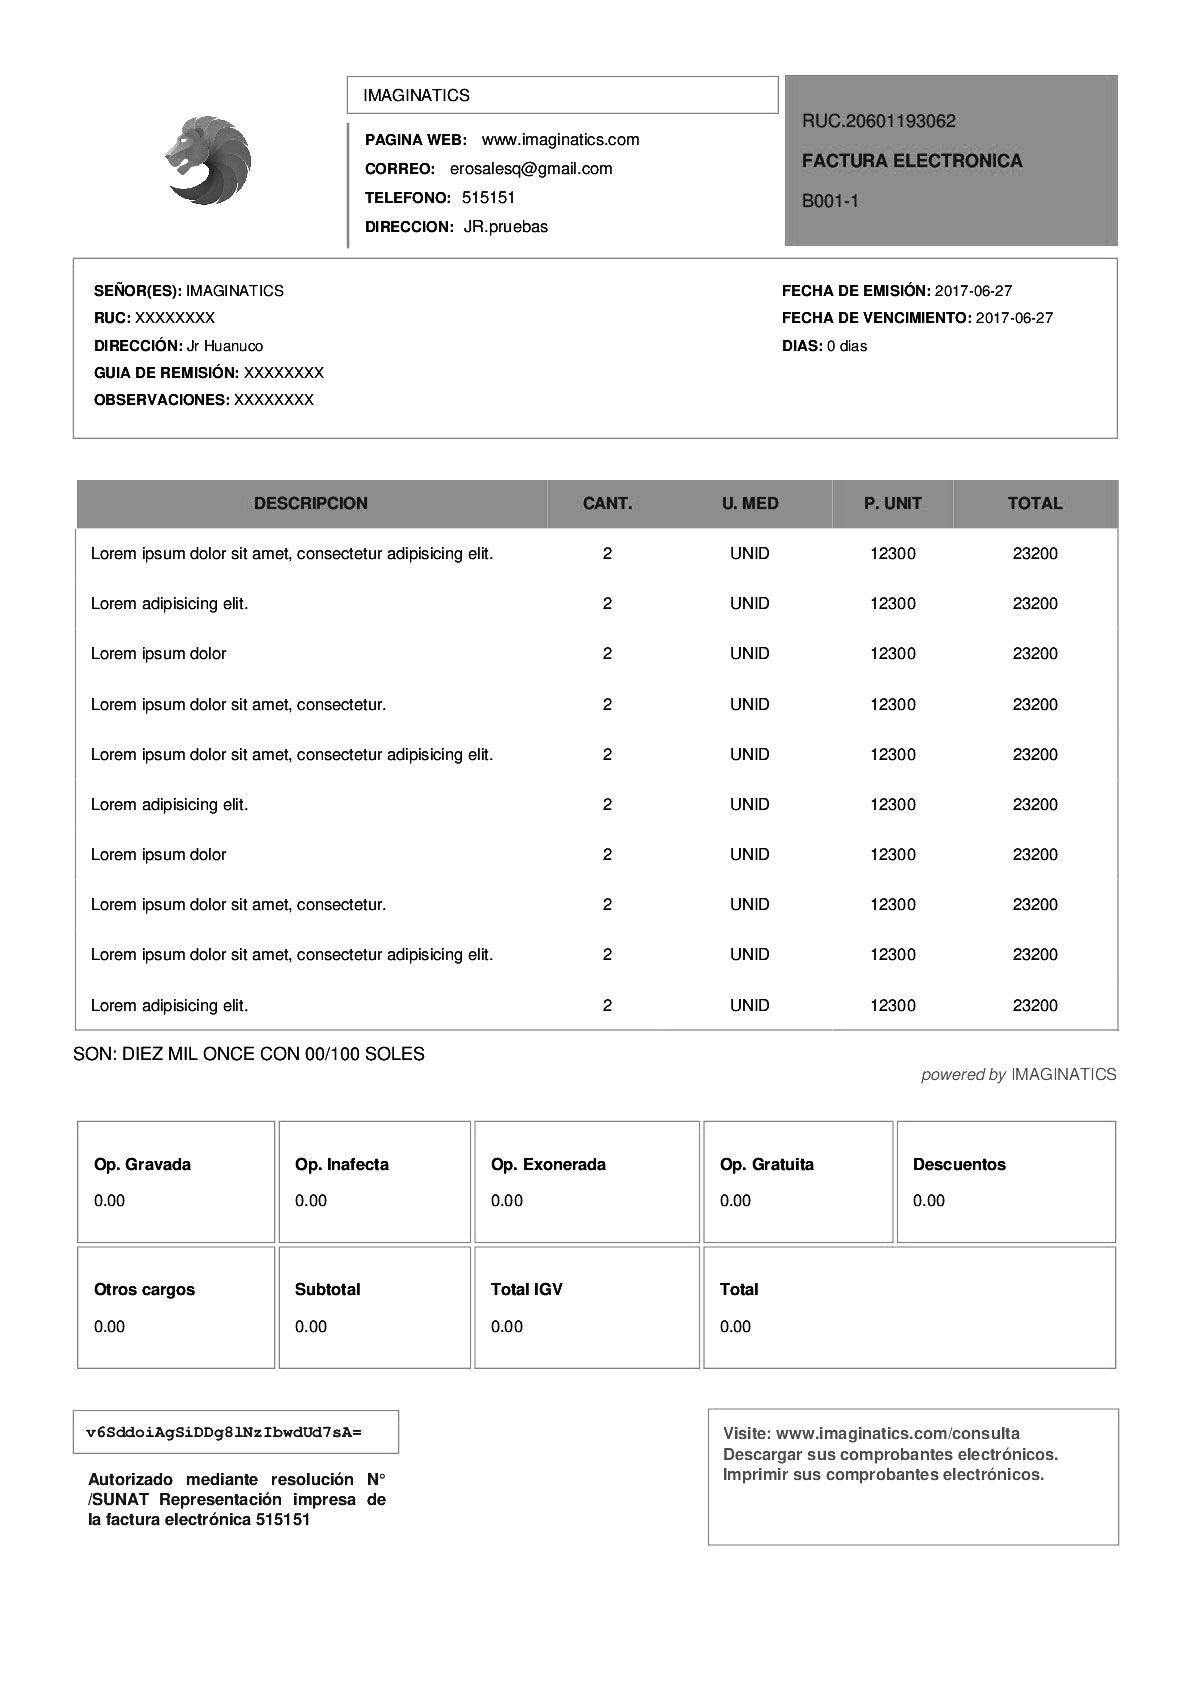 IMAGINATICS
PAGINA WEB: www.imaginatics.com
CORREO: erosalesq@gmail.com
TELEFONO: 515151
DIRECCION: JR.pruebas
RUC.20601193062
FACTURA ELECTRONICA
B001-1
SEÑOR(ES): IMAGINATICS
RUC: XXXXXXXX
DIRECCIÓN: Jr Huanuco
GUIA DE REMISIÓN: XXXXXXXX
OBSERVACIONES: XXXXXXXX
FECHA DE EMISIÓN: 2017-06-27
FECHA DE VENCIMIENTO: 2017-06-27
DIAS: 0 dias
DESCRIPCION CANT. U. MED P. UNIT TOTAL
Lorem ipsum dolor sit amet, consectetur adipisicing elit. 2 UNID 12300 23200
Lorem adipisicing elit. 2 UNID 12300 23200
Lorem ipsum dolor 2 UNID 12300 23200
Lorem ipsum dolor sit amet, consectetur. 2 UNID 12300 23200
Lorem ipsum dolor sit amet, consectetur adipisicing elit. 2 UNID 12300 23200
Lorem adipisicing elit. 2 UNID 12300 23200
Lorem ipsum dolor 2 UNID 12300 23200
Lorem ipsum dolor sit amet, consectetur. 2 UNID 12300 23200
Lorem ipsum dolor sit amet, consectetur adipisicing elit. 2 UNID 12300 23200
Lorem adipisicing elit. 2 UNID 12300 23200
SON: DIEZ MIL ONCE CON 00/100 SOLES
powered by IMAGINATICS
Op. Gravada Op. Inafecta Op. Exonerada Op. Gratuita Descuentos
0.00 0.00 0.00 0.00 0.00
Otros cargos Subtotal Total IGV Total
0.00 0.00 0.00 0.00
v6SddoiAgSiDDg8lNzIbwdUd7sA=
Autorizado mediante resolución N°
/SUNAT Representación impresa de
la factura electrónica 515151
Visite: www.imaginatics.com/consulta
Descargar sus comprobantes electrónicos.
Imprimir sus comprobantes electrónicos.